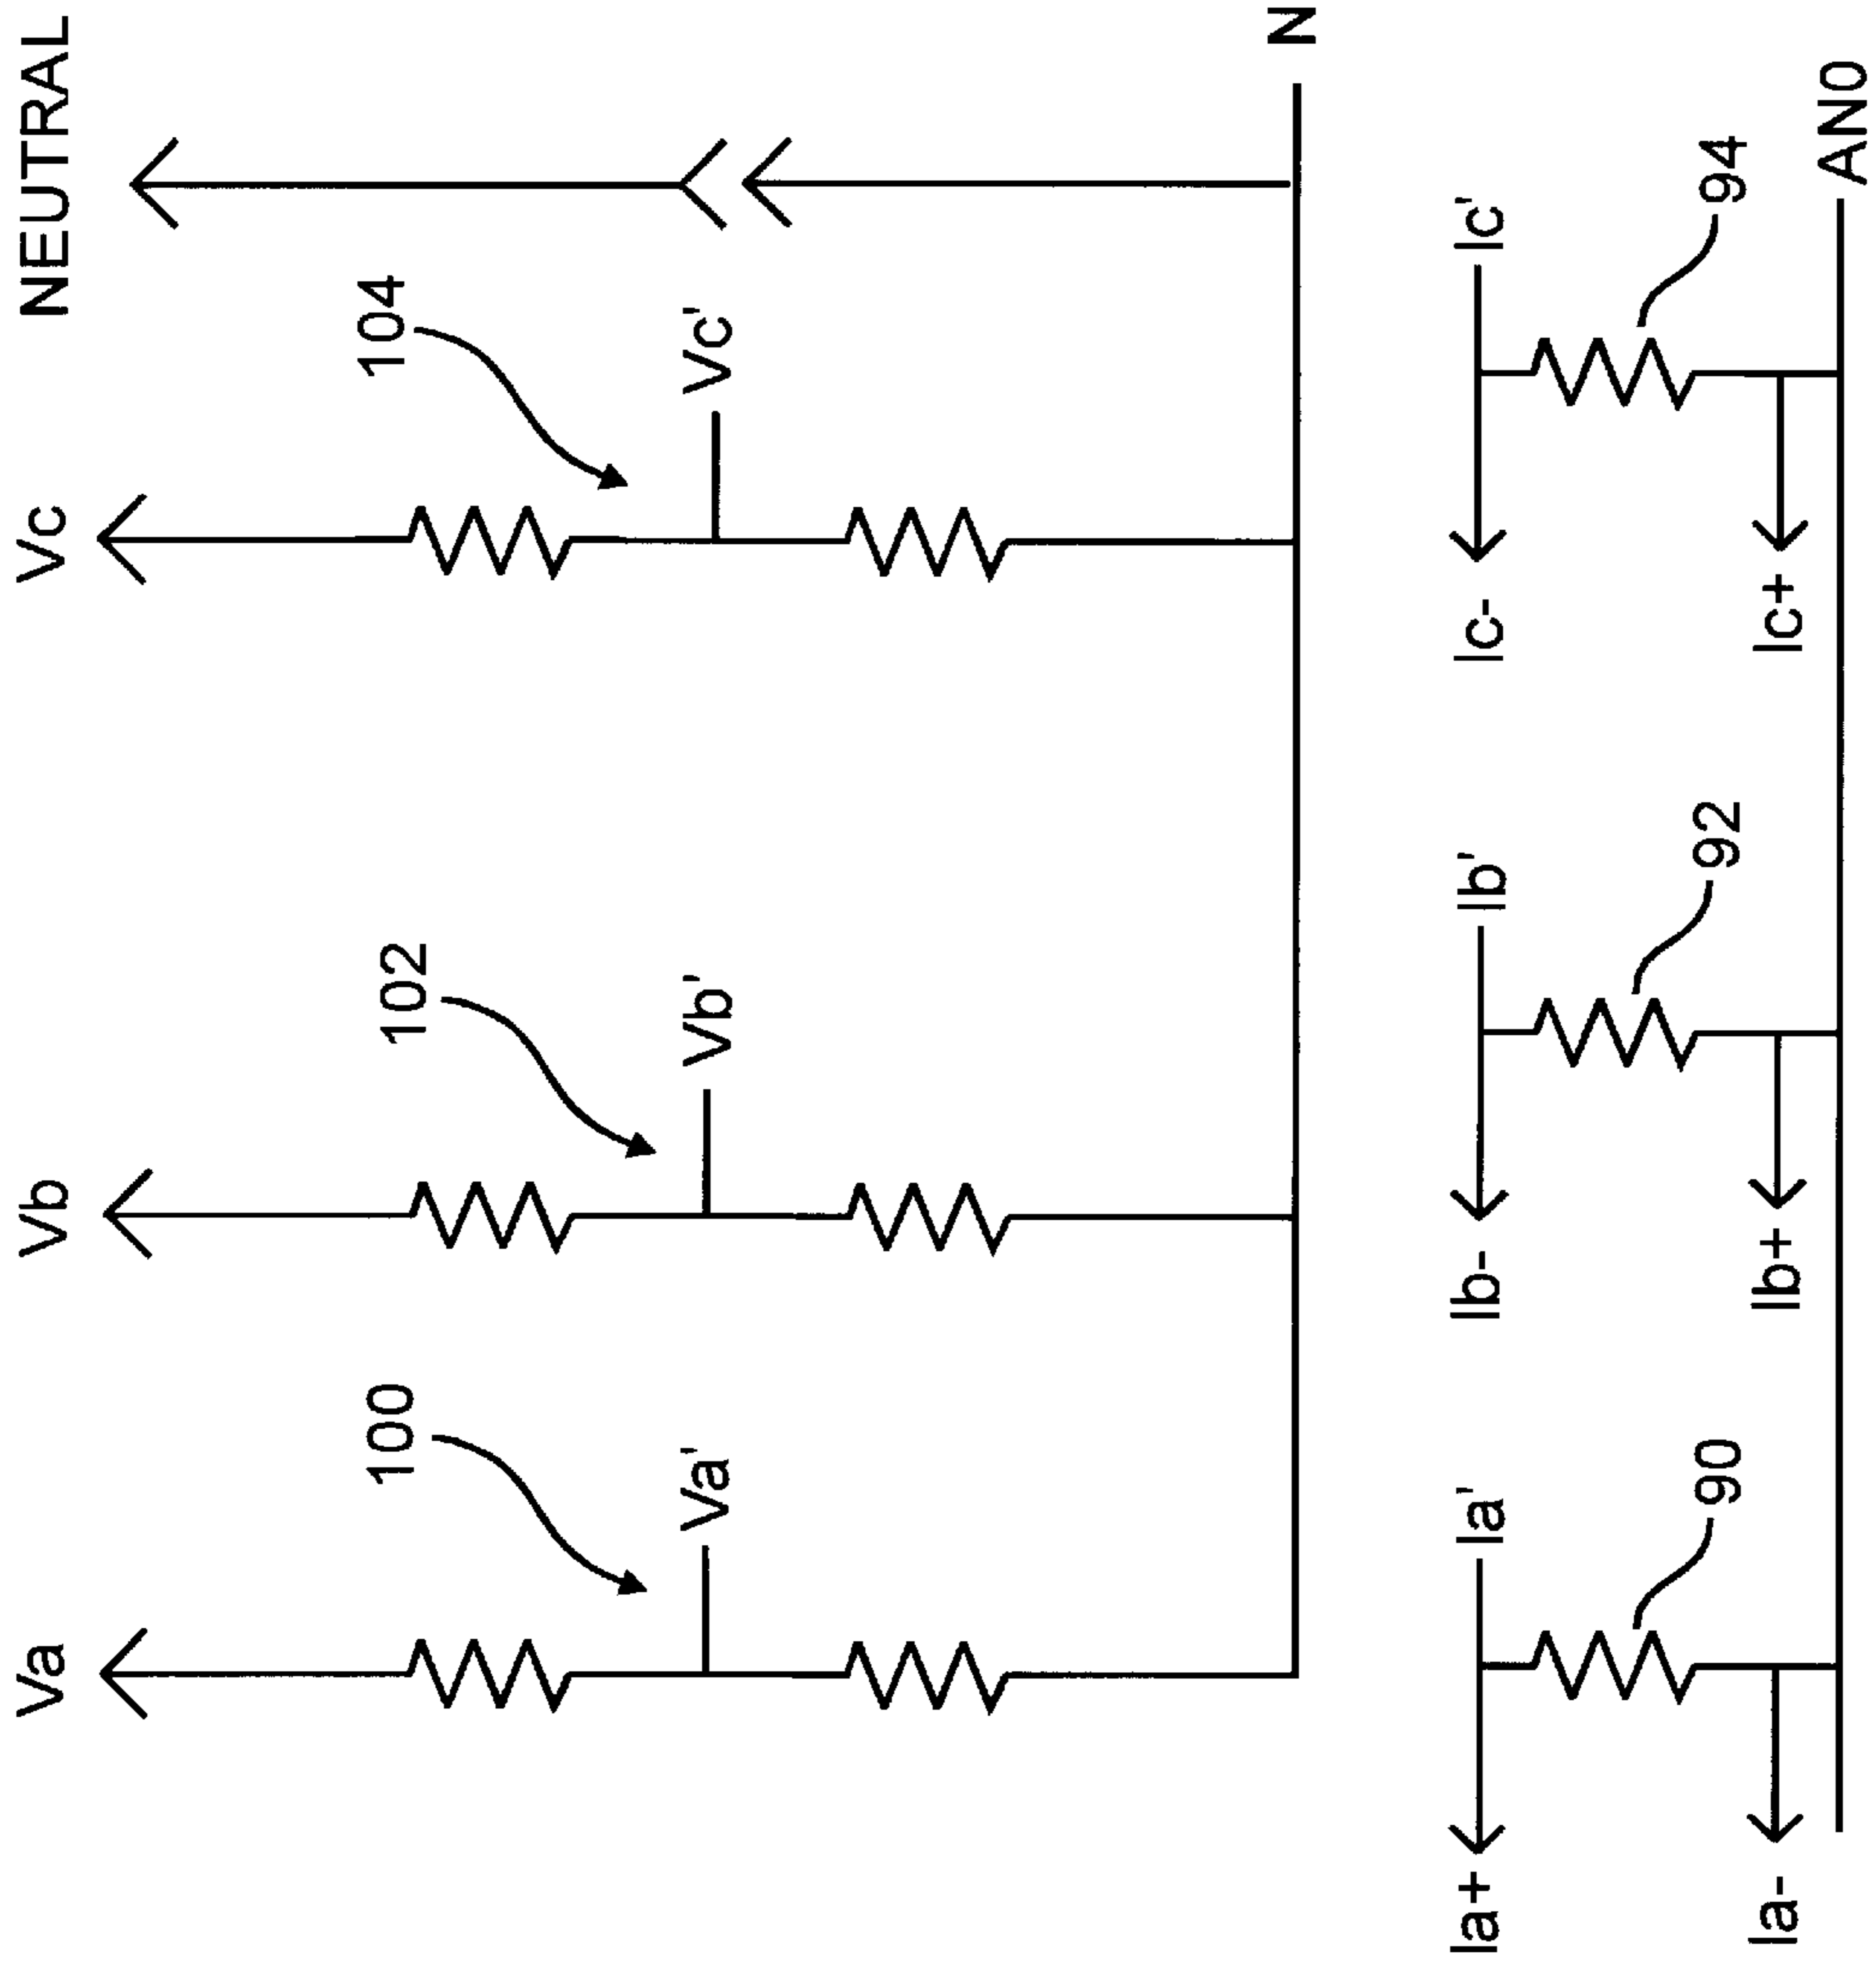 Va
Vb
Vc
NEUTRAL
100
102
104
Va'
Vb'
Vc'
N
Ia+
Ia'
Ib-
Ib'
Ic-
Ic'
90
92
94
Ia-
Ib+
Ic+
AN0